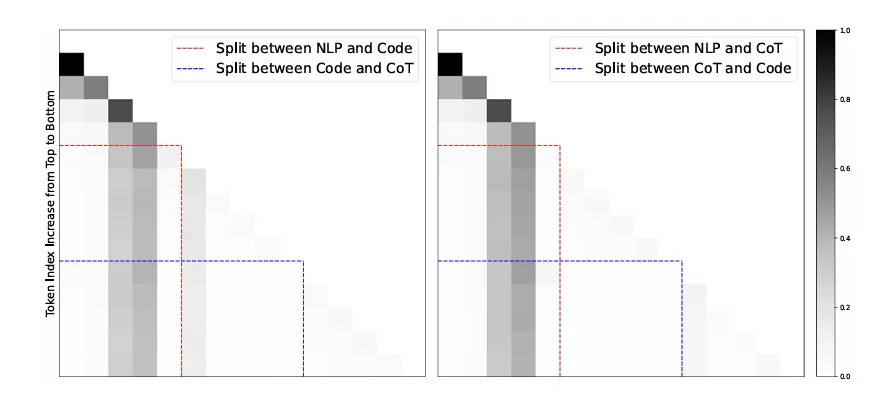 Token Index Increase from Top to Bottom
Split between NLP and Code
Split between Code and CoT
Split between NLP and CoT
Split between CoT and Code
1.0
0.8
0.6
0.4
0.2
0.0